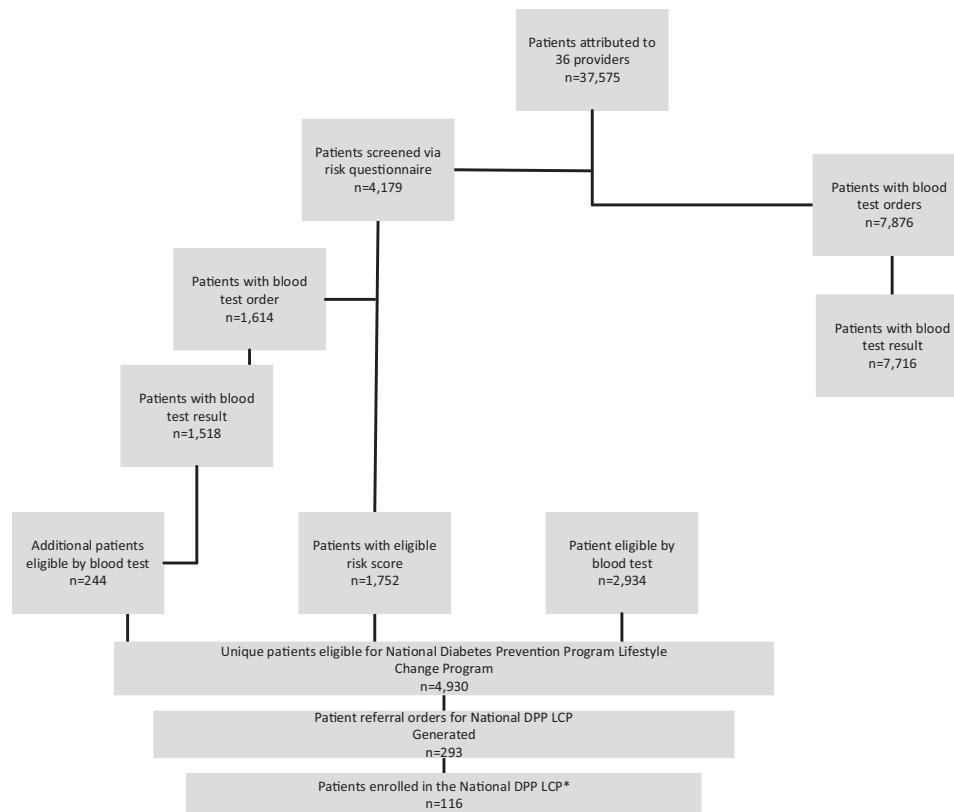 Patients attributed to
36 providers
n=37,575
Patients screened via
risk questionnaire
n=4,179
Patients with blood
test orders
n=7,876
Patients with blood
test order
n=1,614
Patients with blood
test result
n=7,716
Patients with blood
test result
n=1,518
Additional patients
eligible by blood test
n=244
Patients with eligible
risk score
n=1,752
Patient eligible by
blood test
n=2,934
Unique patients eligible for National Diabetes Prevention Program Lifestyle
Change Program
n=4,930
Patient referral orders for National DPP LCP
Generated
n=293
Patients enrolled in the National DPP LCP*
n=116